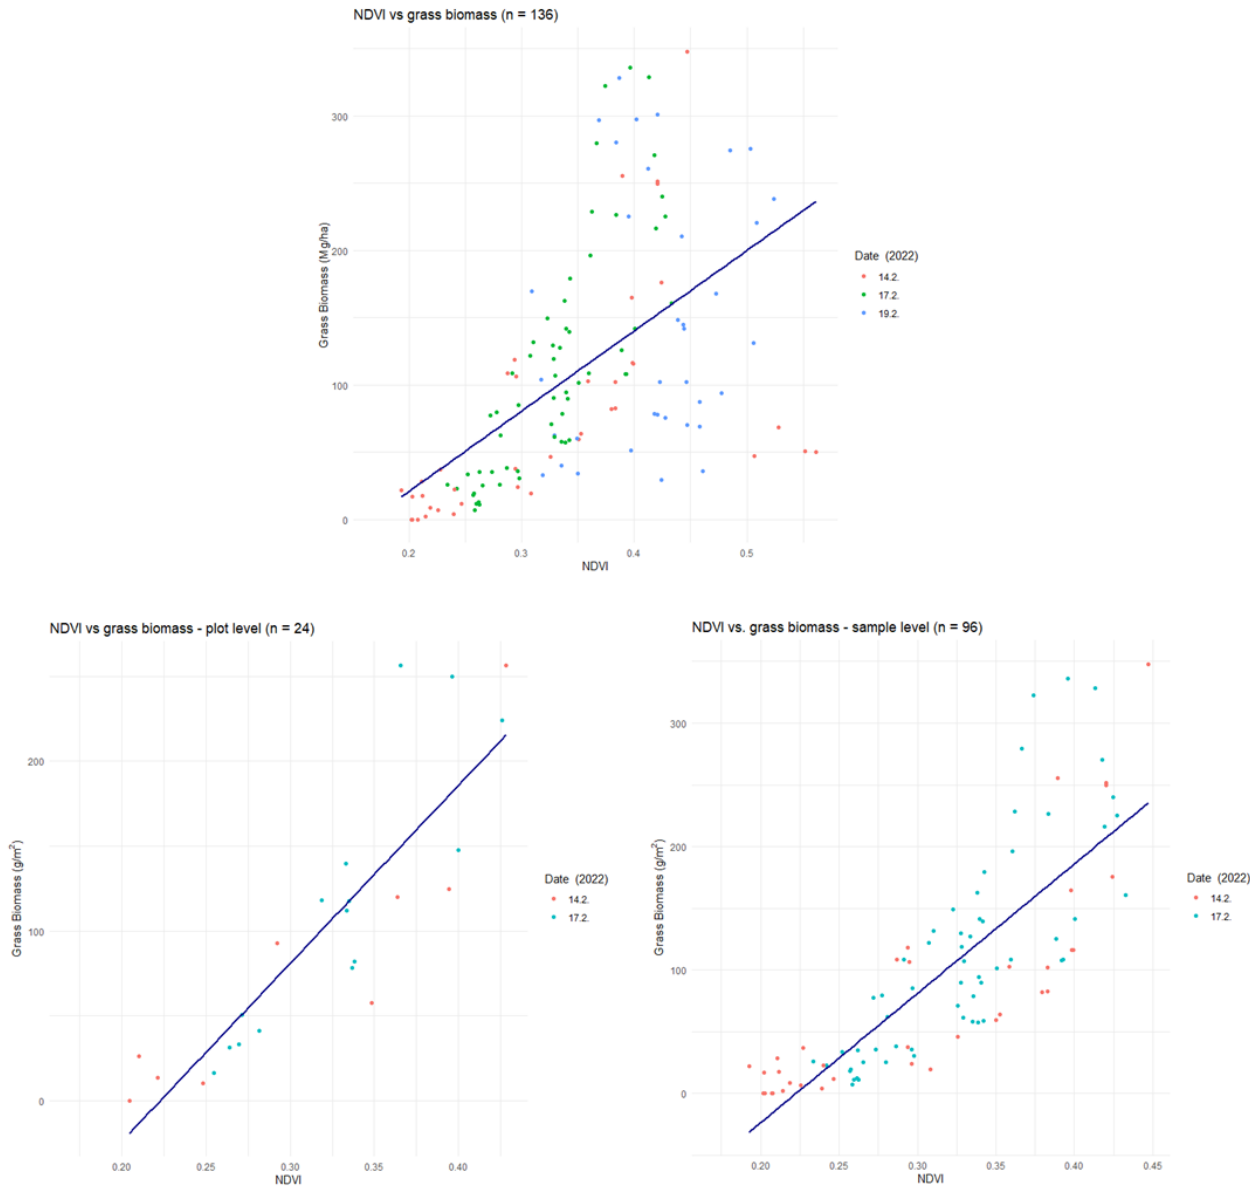 NDVI vs grass biomass (n = 136)
300
200
100
0
Grass Biomass (Mg/ha)
0.2 0.3 0.4 0.5
NDVI
Date (2022)
14.2.
17.2.
19.2.
NDVI vs grass biomass - plot level (n = 24)
200
100
0
Grass Biomass (g/m²)
0.20 0.25 0.30 0.35 0.40
NDVI
Date (2022)
14.2.
17.2.
NDVI vs. grass biomass - sample level (n = 96)
300
200
100
0
Grass Biomass (g/m²)
0.20 0.25 0.30 0.35 0.40 0.45
NDVI
Date (2022)
14.2.
17.2.